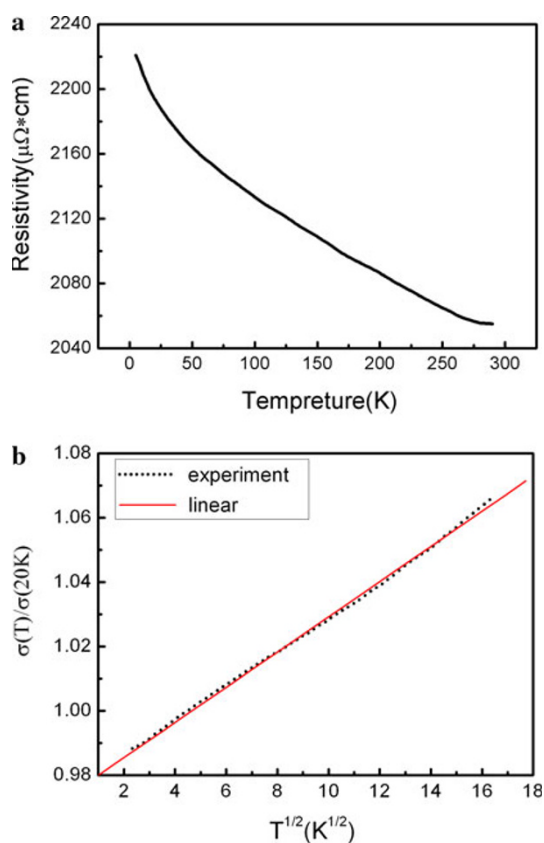 a
2240
2200
2160
2120
2080
2040
Resistivity(μΩ*cm)
0 50 100 150 200 250 300
Tempreture(K)
b
1.08
1.06
1.04
1.02
1.00
0.98
σ(T)/σ(20K)
experiment
linear
2 4 6 8 10 12 14 16 18
T^1/2(K^1/2)